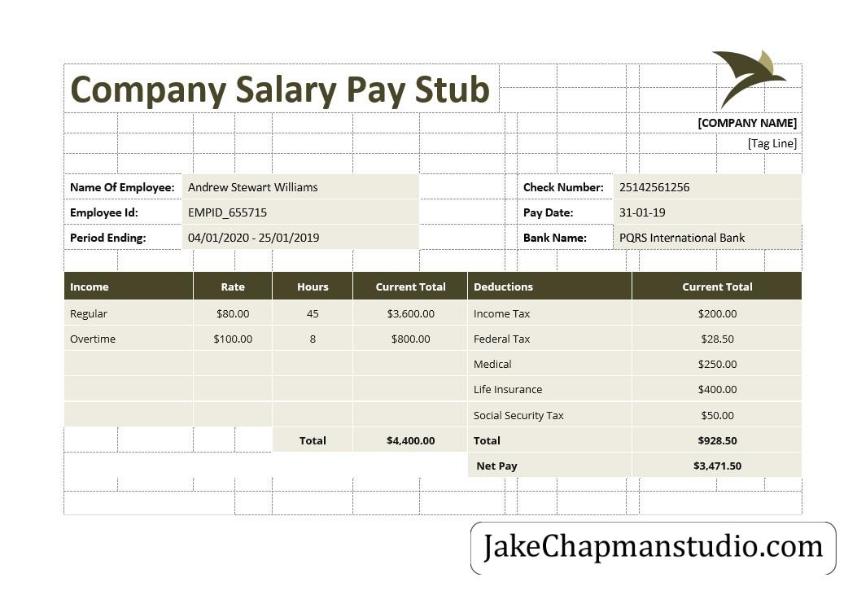 Company Salary Pay Stub
[COMPANY NAME]
[Tag Line]
Name Of Employee: Andrew Stewart Williams Check Number: 25142561256
Employee Id: EMPID_655715 Pay Date: 31-01-19
Period Ending: 04/01/2020 - 25/01/2019 Bank Name: PQRS International Bank
Income Rate Hours Current Total Deductions Current Total
Regular $80.00 45 $3,600.00 Income Tax $200.00
Overtime $100.00 8 $800.00 Federal Tax $28.50
Medical $250.00
Life Insurance $400.00
Social Security Tax $50.00
Total $4,400.00 Total $928.50
Net Pay $3,471.50
JakeChapmanstudio.com